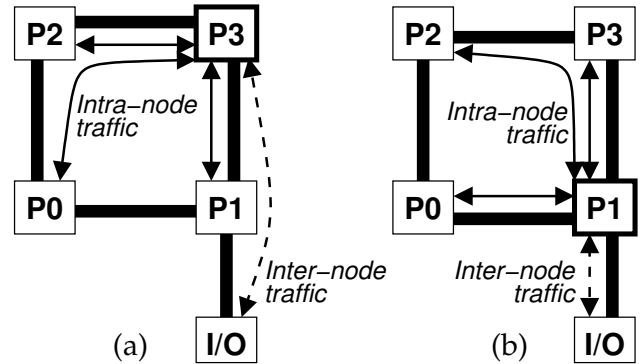 P2 P3
Intra−node
traffic
P0 P1
Inter−node
traffic
I/O
(a)
P2 P3
Intra−node
traffic
P0 P1
Inter−node
traffic
I/O
(b)